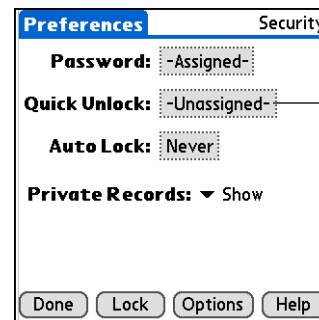 Preferences Security
Password: -Assigned-
Quick Unlock: -Unassigned-
Auto Lock: Never
Private Records: Show
Done Lock Options Help